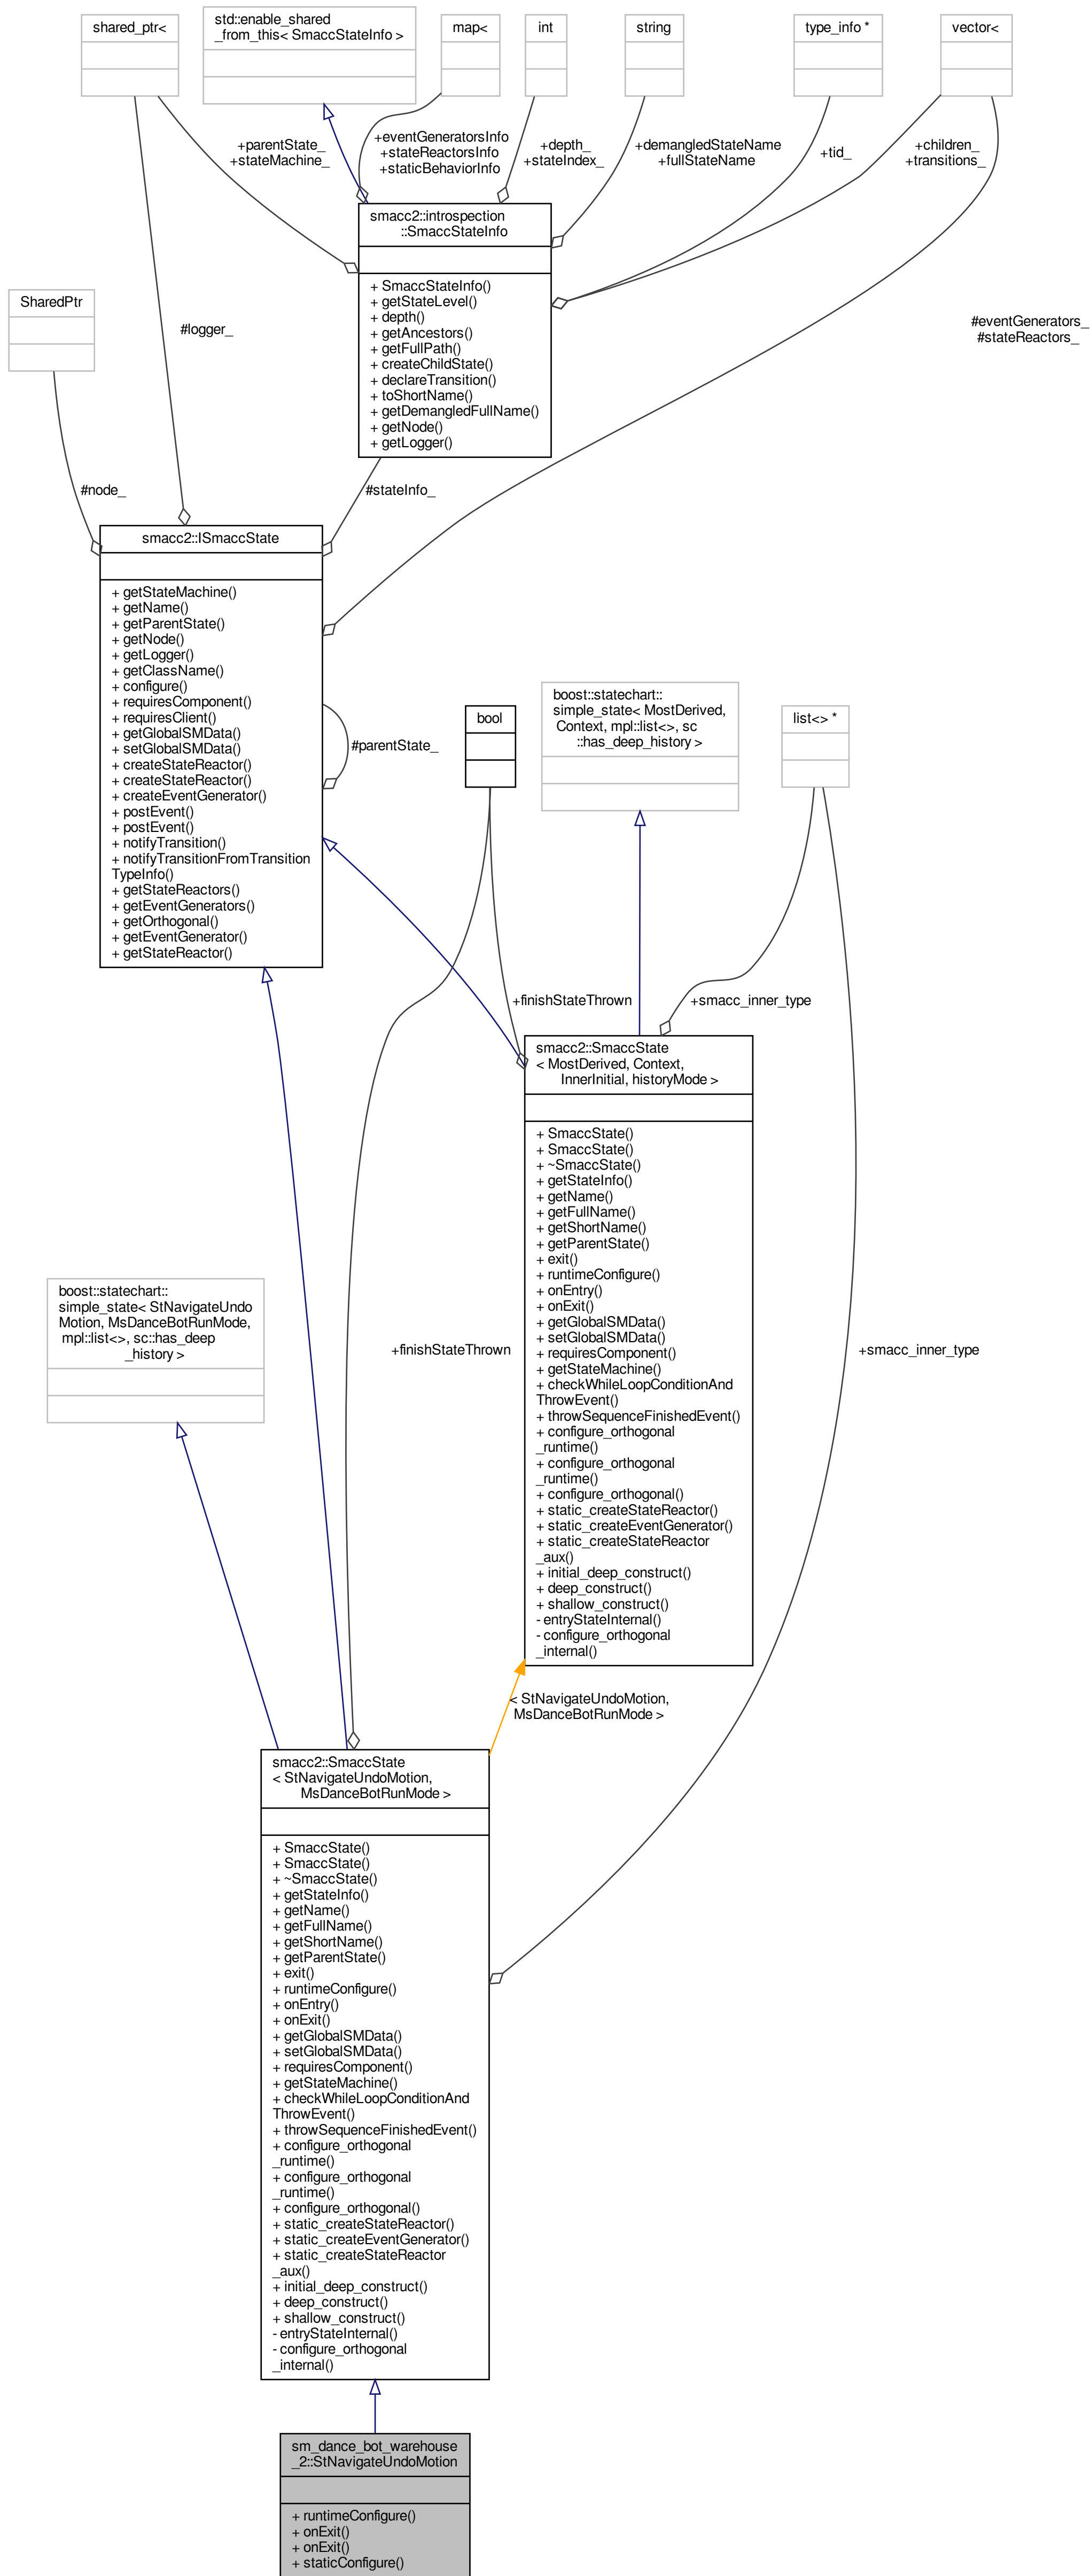 shared_ptr<
std::enable_shared
_from_this< SmaccStateInfo >
map<
int
string
type_info *
vector<
+parentState_
+stateMachine_
+eventGeneratorsInfo
+stateReactorsInfo
+staticBehaviorInfo
+depth_
+stateIndex_
+demangledStateName
+fullStateName
+tid_
+children_
+transitions_
smacc2::introspection
::SmaccStateInfo
+ SmaccStateInfo()
+ getStateLevel()
+ depth()
+ getAncestors()
+ getFullPath()
+ createChildState()
+ declareTransition()
+ toShortName()
+ getDemangledFullName()
+ getNode()
+ getLogger()
SharedPtr
#logger_
#eventGenerators_
#stateReactors_
#node_
#stateInfo_
smacc2::ISmaccState
+ getStateMachine()
+ getName()
+ getParentState()
+ getNode()
+ getLogger()
+ getClassName()
+ configure()
+ requiresComponent()
+ requiresClient()
+ getGlobalSMData()
+ setGlobalSMData()
+ createStateReactor()
+ createStateReactor()
+ createEventGenerator()
+ postEvent()
+ postEvent()
+ notifyTransition()
+ notifyTransitionFromTransition
TypeInfo()
+ getStateReactors()
+ getEventGenerators()
+ getOrthogonal()
+ getEventGenerator()
+ getStateReactor()
#parentState_
bool
boost::statechart::
simple_state< MostDerived,
Context, mpl::list<>, sc
::has_deep_history >
list<> *
+finishStateThrown
+smacc_inner_type
smacc2::SmaccState
< MostDerived, Context,
InnerInitial, historyMode >
+ SmaccState()
+ SmaccState()
+ ~SmaccState()
+ getStateInfo()
+ getName()
+ getFullName()
+ getShortName()
+ getParentState()
+ exit()
+ runtimeConfigure()
+ onEntry()
+ onExit()
+ getGlobalSMData()
+ setGlobalSMData()
+ requiresComponent()
+ getStateMachine()
+ checkWhileLoopConditionAnd
ThrowEvent()
+ throwSequenceFinishedEvent()
+ configure_orthogonal
_runtime()
+ configure_orthogonal
_runtime()
+ configure_orthogonal()
+ static_createStateReactor()
+ static_createEventGenerator()
+ static_createStateReactor
_aux()
+ initial_deep_construct()
+ deep_construct()
+ shallow_construct()
- entryStateInternal()
- configure_orthogonal
_internal()
boost::statechart::
simple_state< StNavigateUndo
Motion, MsDanceBotRunMode,
mpl::list<>, sc::has_deep
_history >
+finishStateThrown
+smacc_inner_type
< StNavigateUndoMotion,
MsDanceBotRunMode >
smacc2::SmaccState
< StNavigateUndoMotion,
MsDanceBotRunMode >
+ SmaccState()
+ SmaccState()
+ ~SmaccState()
+ getStateInfo()
+ getName()
+ getFullName()
+ getShortName()
+ getParentState()
+ exit()
+ runtimeConfigure()
+ onEntry()
+ onExit()
+ getGlobalSMData()
+ setGlobalSMData()
+ requiresComponent()
+ getStateMachine()
+ checkWhileLoopConditionAnd
ThrowEvent()
+ throwSequenceFinishedEvent()
+ configure_orthogonal
_runtime()
+ configure_orthogonal
_runtime()
+ configure_orthogonal()
+ static_createStateReactor()
+ static_createEventGenerator()
+ static_createStateReactor
_aux()
+ initial_deep_construct()
+ deep_construct()
+ shallow_construct()
- entryStateInternal()
- configure_orthogonal
_internal()
sm_dance_bot_warehouse
_2::StNavigateUndoMotion
+ runtimeConfigure()
+ onExit()
+ onExit()
+ staticConfigure()